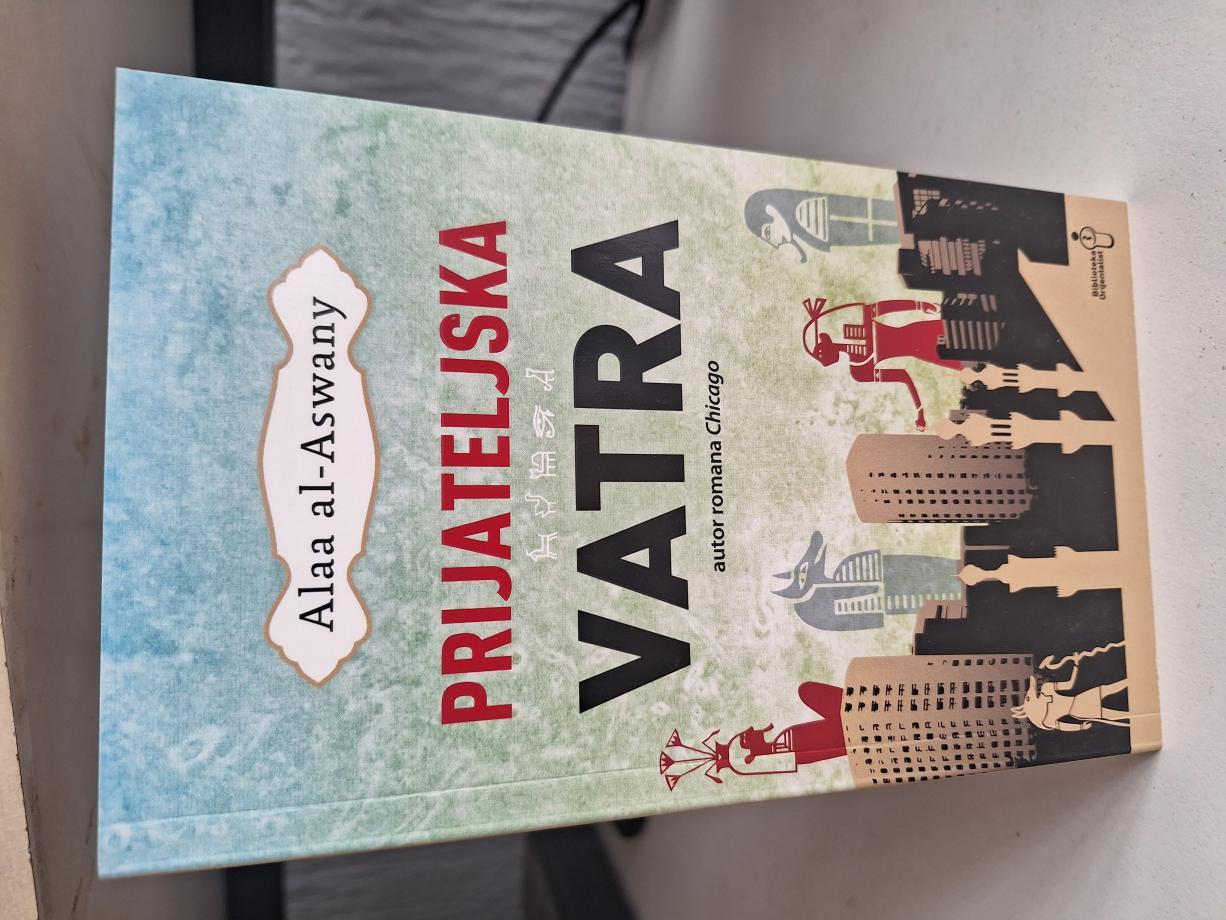 Alaa al-Aswany
PRIJATELJSKA
VATRA
autor romana Chicago
Biblioteka
Orijentalist